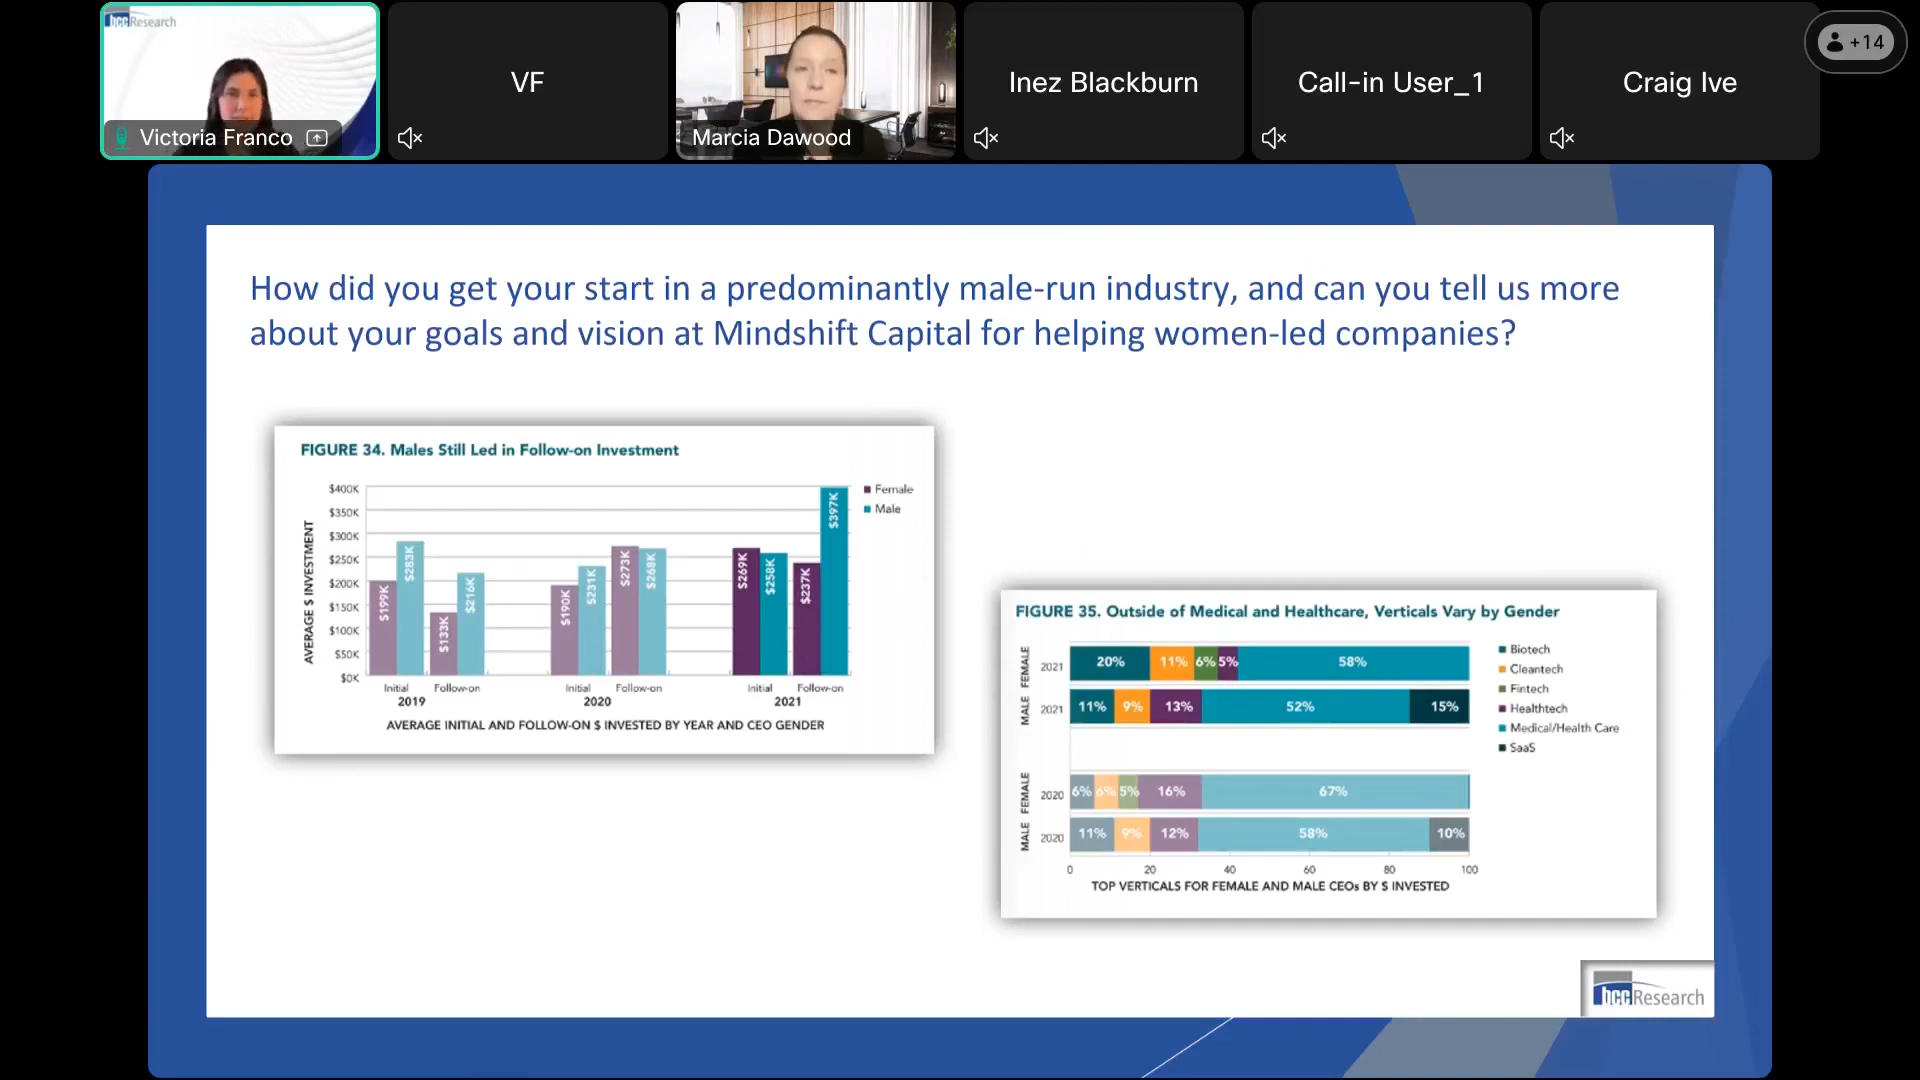 bccResearch
Victoria Franco
VF
Marcia Dawood
Inez Blackburn
Call-in User_1
Craig Ive
+14
How did you get your start in a predominantly male-run industry, and can you tell us more
about your goals and vision at Mindshift Capital for helping women-led companies?
FIGURE 34. Males Still Led in Follow-on Investment
AVERAGE $ INVESTMENT
$400K
$350K
$300K
$250K
$200K
$150K
$100K
$50K
$0K
$199K
$283K
$133K
$216K
$190K
$231K
$273K
$268K
$269K
$258K
$237K
$397K
Female
Male
Initial Follow-on Initial Follow-on Initial Follow-on
2019 2020 2021
AVERAGE INITIAL AND FOLLOW-ON $ INVESTED BY YEAR AND CEO GENDER
FIGURE 35. Outside of Medical and Healthcare, Verticals Vary by Gender
FEMALE 2021 20% 11% 6% 5% 58%
MALE 2021 11% 9% 13% 52% 15%
FEMALE 2020 6% 6% 5% 16% 67%
MALE 2020 11% 9% 12% 58% 10%
0 20 40 60 80 100
TOP VERTICALS FOR FEMALE AND MALE CEOs BY $ INVESTED
Biotech
Cleantech
Fintech
Healthtech
Medical/Health Care
SaaS
bccResearch